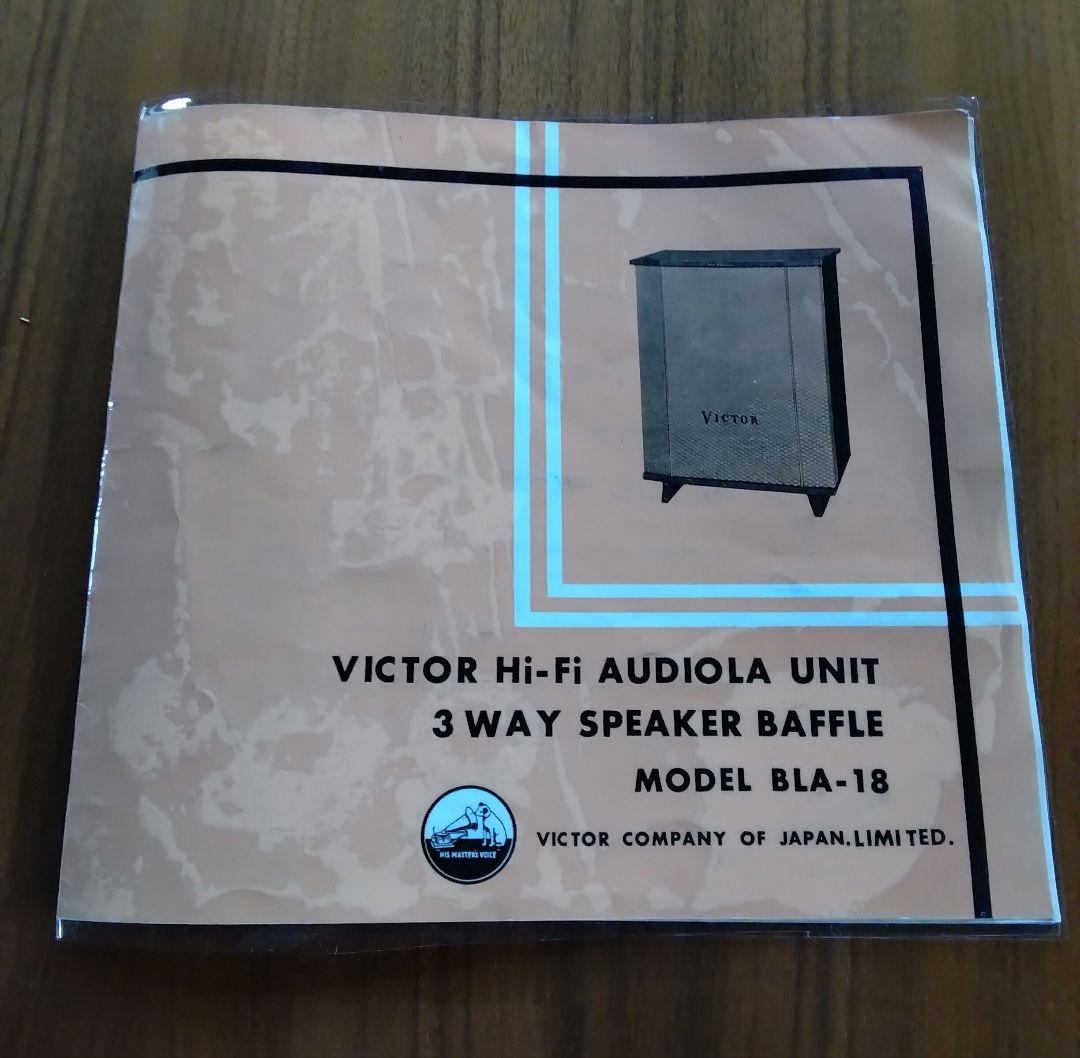 VICTOR
VICTOR Hi-Fi AUDIOLA UNIT
3 WAY SPEAKER BAFFLE
MODEL BLA-18
HIS MASTER'S VOICE
VICTOR COMPANY OF JAPAN.LIMITED.